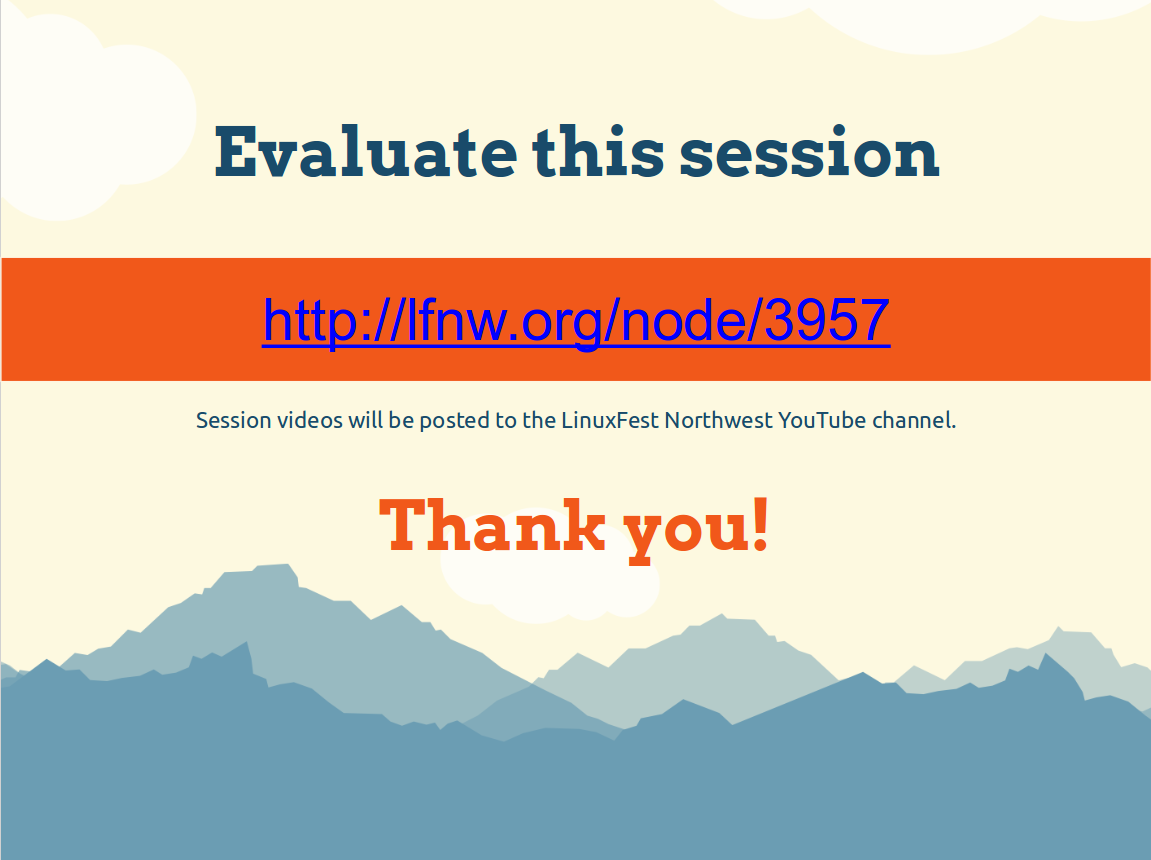 Evaluate this session
http://lfnw.org/node/3957
Session videos will be posted to the LinuxFest Northwest YouTube channel.
Thank you!